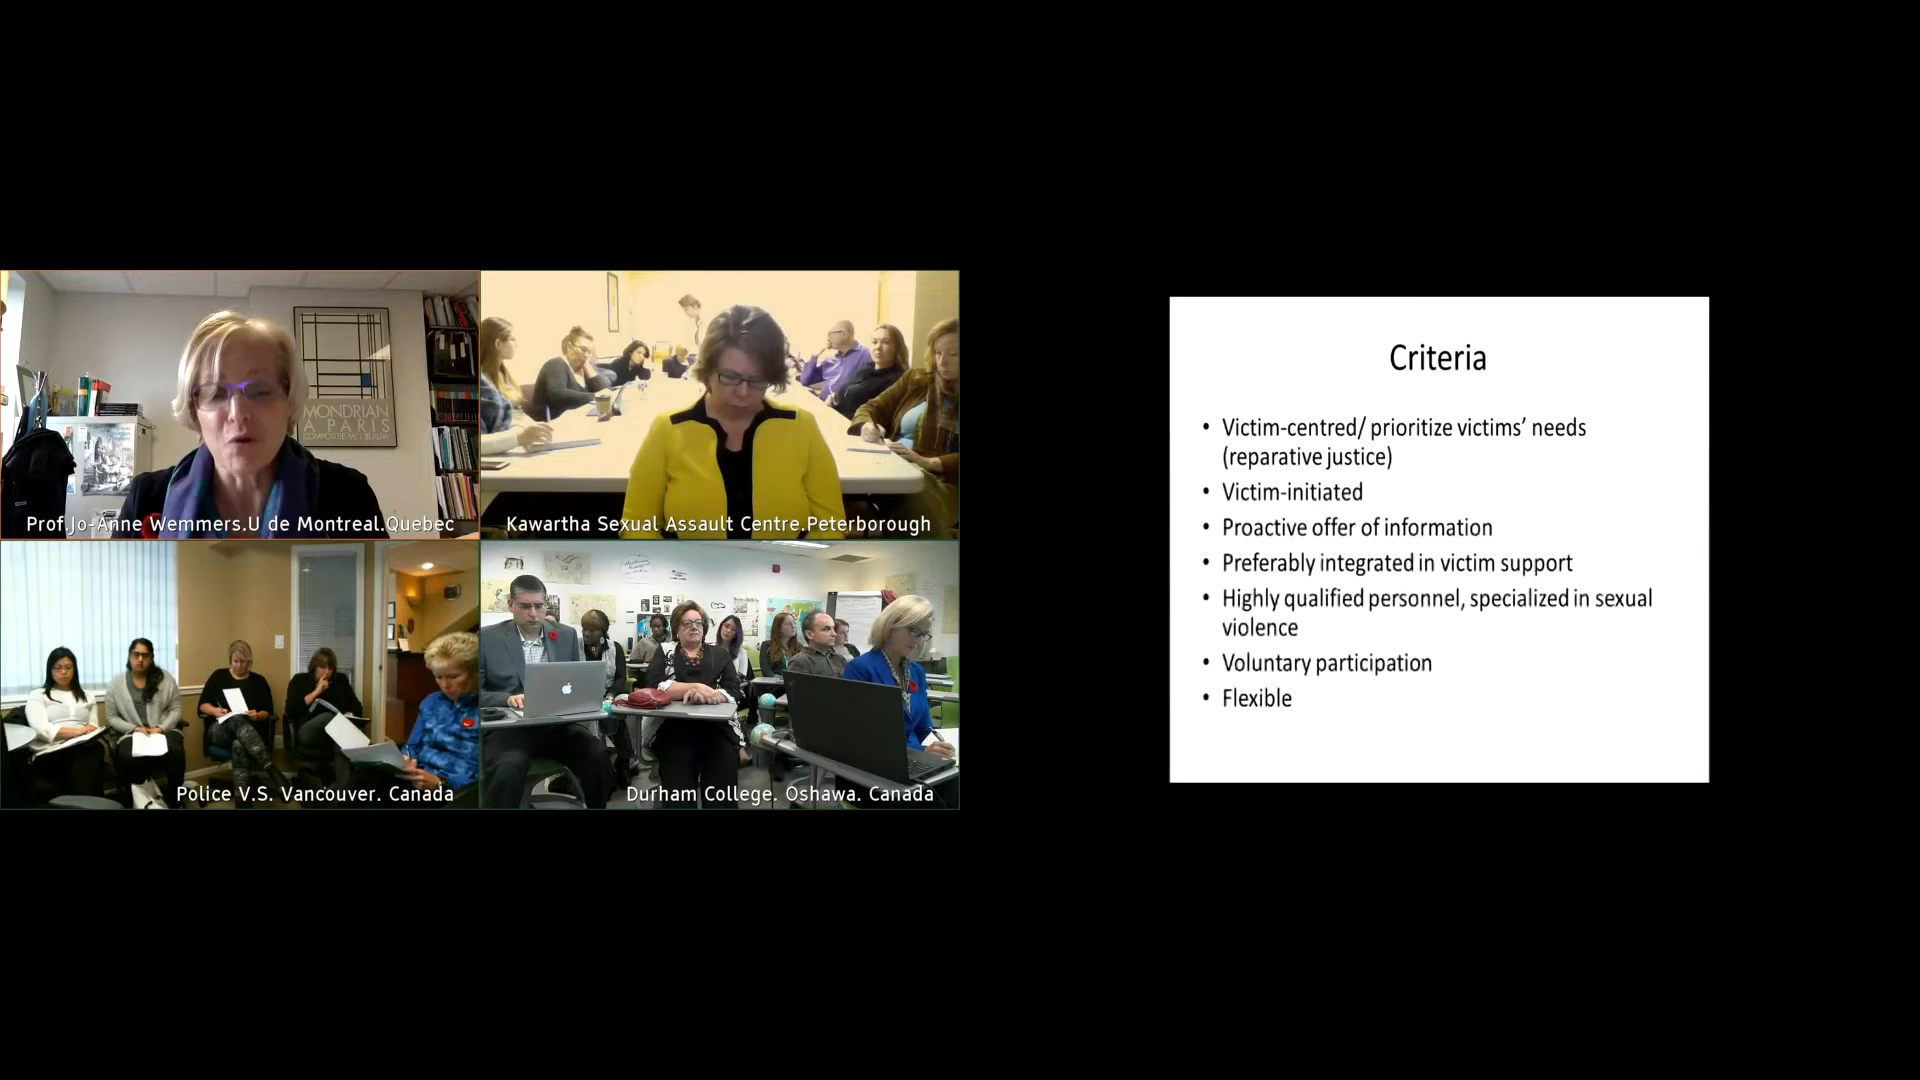 MONDRIAN
A PARIS
Prof.Jo-Anne Wemmers.U de Montreal.Quebec
Kawartha Sexual Assault Centre.Peterborough
Police V.S. Vancouver. Canada
Durham College. Oshawa. Canada
Criteria
• Victim-centred/ prioritize victims’ needs
(reparative justice)
• Victim-initiated
• Proactive offer of information
• Preferably integrated in victim support
• Highly qualified personnel, specialized in sexual
violence
• Voluntary participation
• Flexible